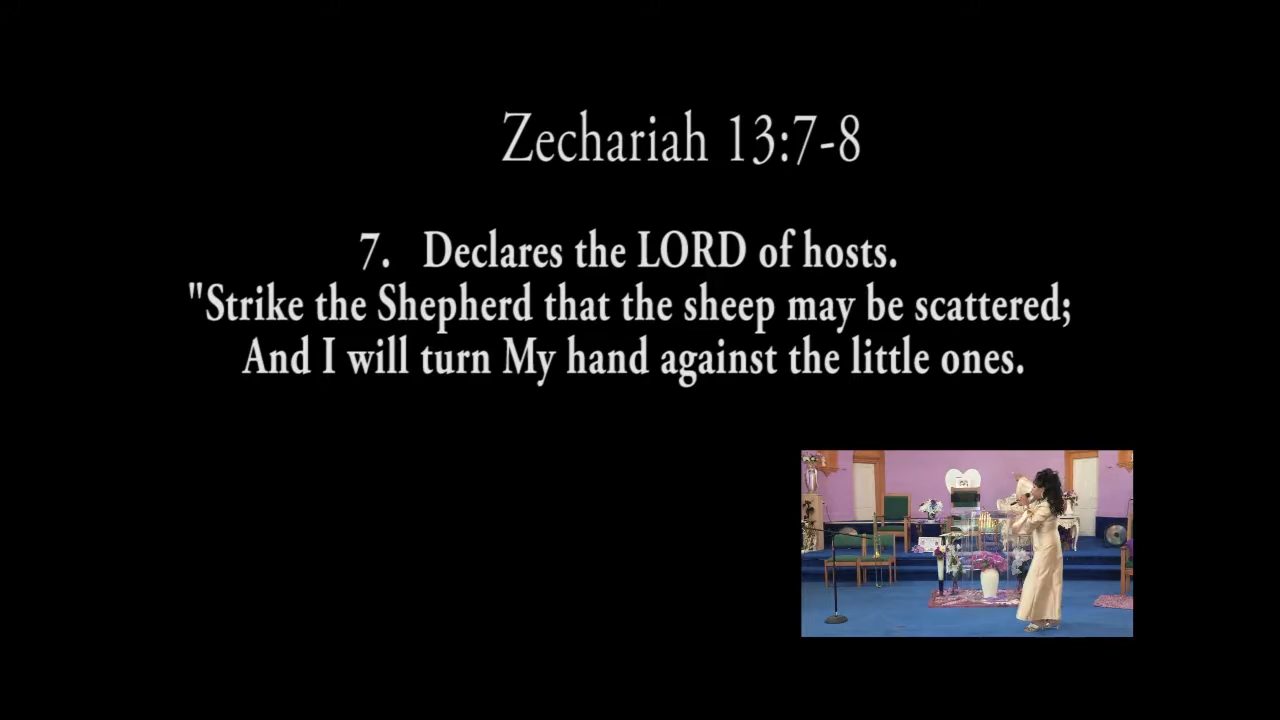 Zechariah 13:7-8
7. Declares the LORD of hosts.
"Strike the Shepherd that the sheep may be scattered;
And I will turn My hand against the little ones.